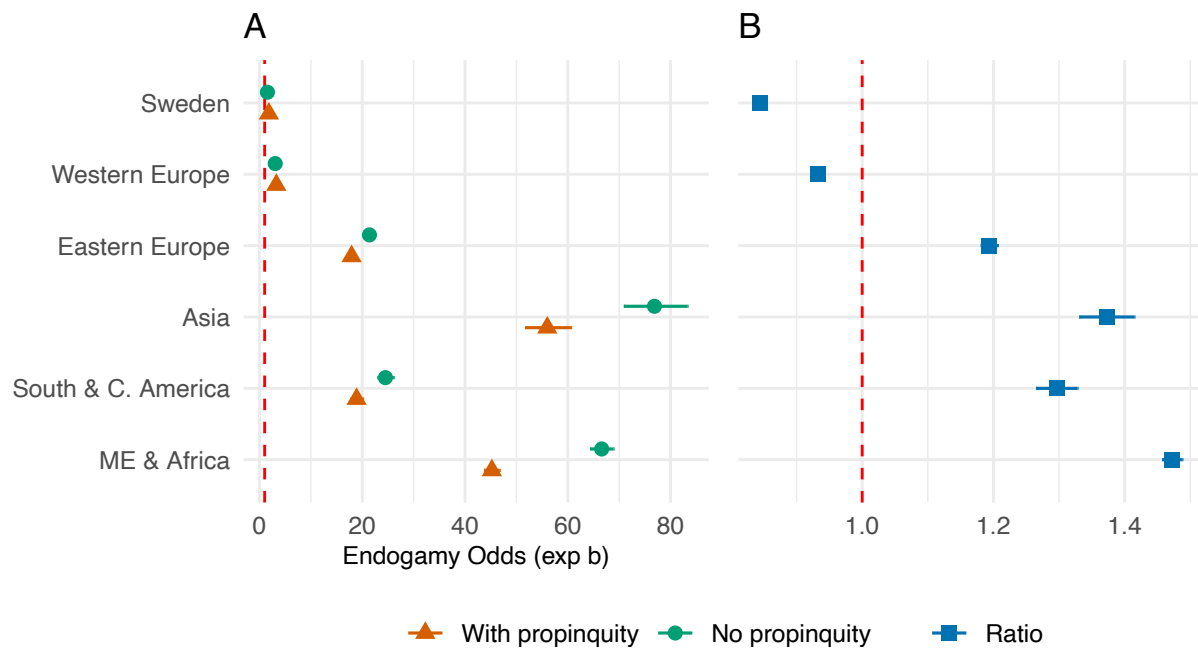 A
B
Sweden
Western Europe
Eastern Europe
Asia
South & C. America
ME & Africa
0 20 40 60 80
1.0 1.2 1.4
Endogamy Odds (exp b)
With propinquity No propinquity Ratio